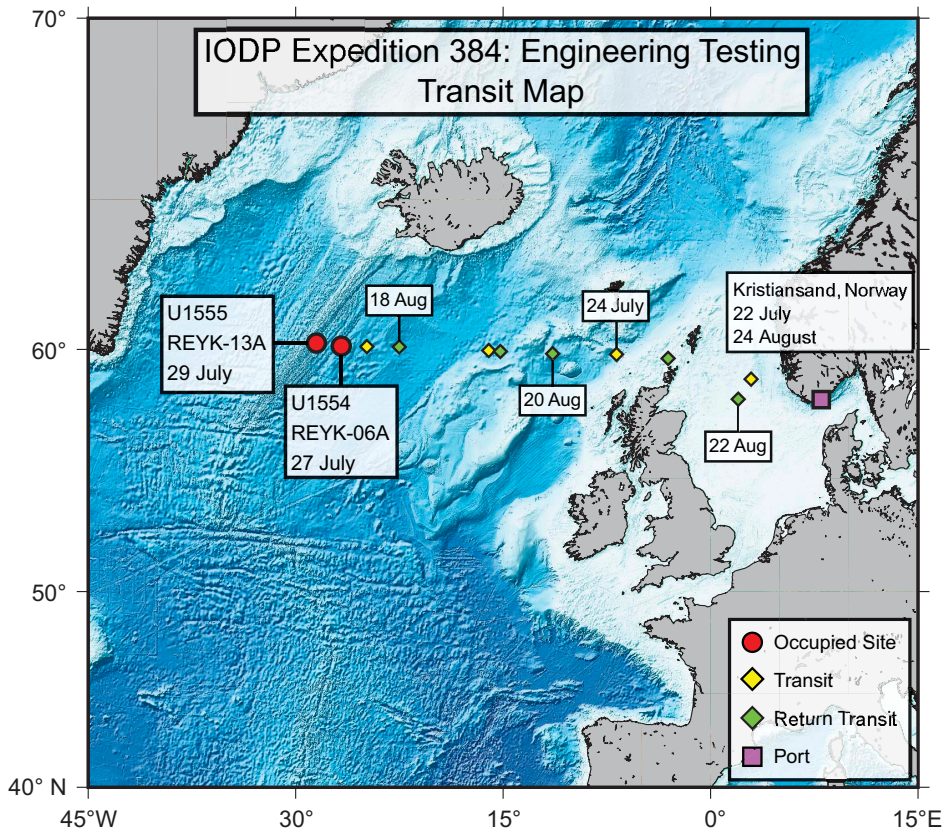 IODP Expedition 384: Engineering Testing
Transit Map
70°
60°
50°
40° N
45°W
30°
15°W
0°
15°E
U1555
REYK-13A
29 July
U1554
REYK-06A
27 July
18 Aug
20 Aug
24 July
22 Aug
Kristiansand, Norway
22 July
24 August
Occupied Site
Transit
Return Transit
Port